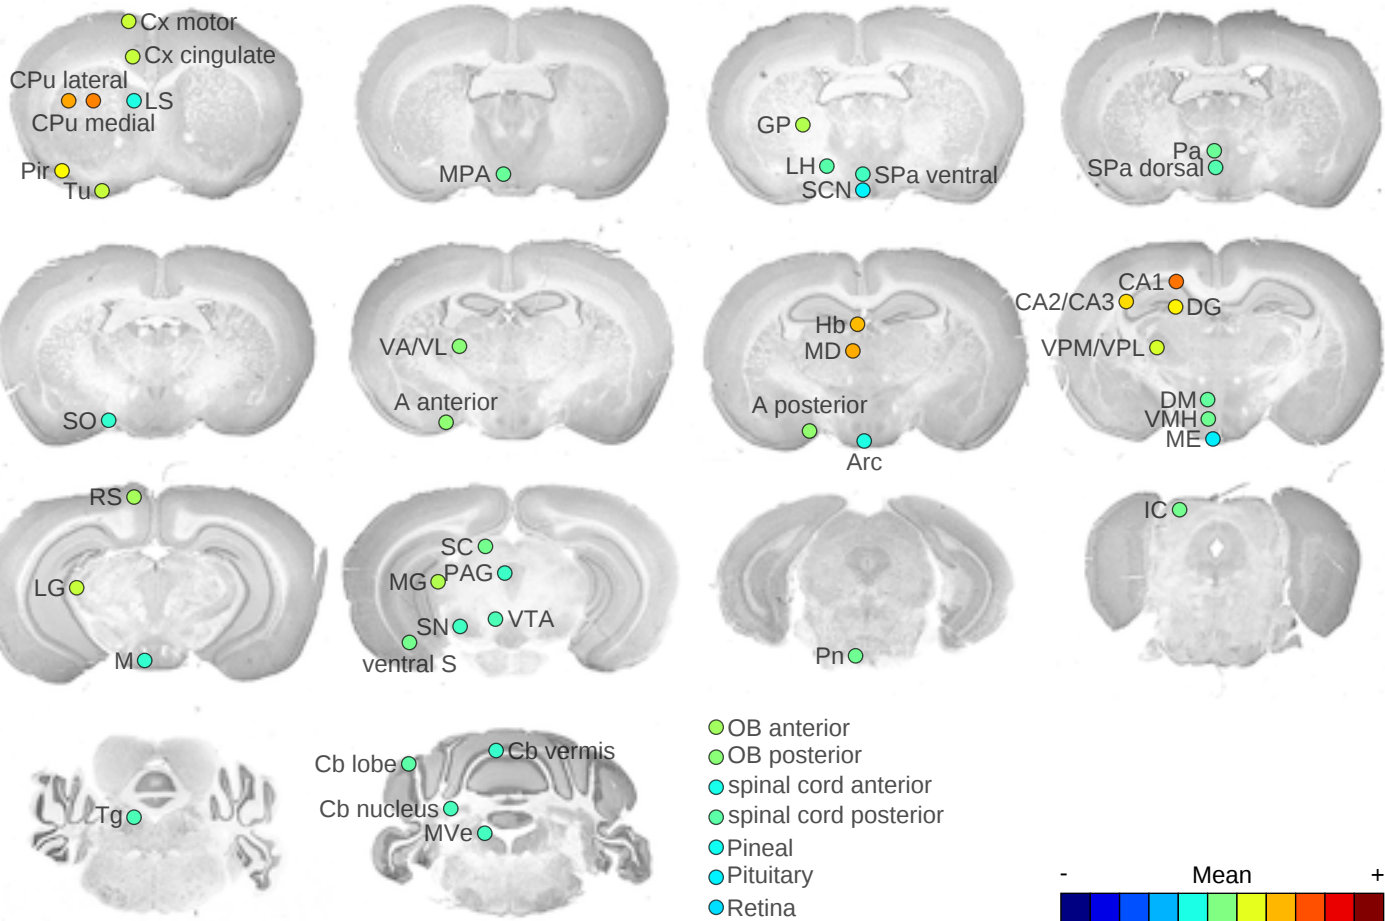 Cx motor
Cx cingulate
CPu lateral
LS
CPu medial
Pir
Tu
MPA
GP
LH
SPa ventral
SCN
Pa
SPa dorsal
SO
VA/VL
A anterior
Hb
MD
A posterior
Arc
CA1
CA2/CA3
DG
VPM/VPL
DM
VMH
ME
RS
LG
M
SC
MG
PAG
SN
VTA
ventral S
Pn
IC
Tg
Cb lobe
Cb vermis
Cb nucleus
MVe
OB anterior
OB posterior
spinal cord anterior
spinal cord posterior
Pineal
Pituitary
Retina
- Mean +